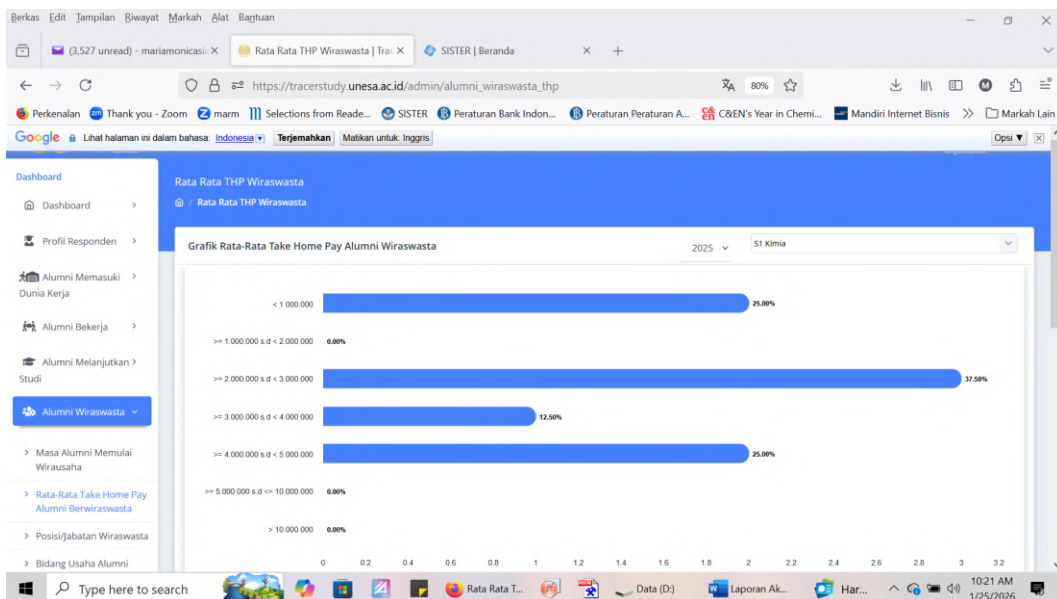 Berkas Edit Tampilan Riwayat Markah Alat Bantuan
(3,527 unread) - mariamonicasi
Rata Rata THP Wiraswasta | Tra
SISTER | Beranda
https://tracerstudy.unesa.ac.id/admin/alumni_wiraswasta_thp
80%
Perkenalan
Thank you - Zoom
marm
Selections from Reade...
SISTER
Peraturan Bank Indon...
Peraturan Peraturan A...
C&EN's Year in Chemi...
Mandiri Internet Bisnis
Markah Lain
Google Lihat halaman ini dalam bahasa: Indonesia Terjemahkan Matikan untuk: Inggris Opsi ▼
Dashboard
Dashboard
Profil Responden
Alumni Memasuki
Dunia Kerja
Alumni Bekerja
Alumni Melanjutkan
Studi
Alumni Wiraswasta
Masa Alumni Memulai
Wirausaha
Rata-Rata Take Home Pay
Alumni Berwiraswasta
Posisi/Jabatan Wiraswasta
Bidang Usaha Alumni
Rata Rata THP Wiraswasta
/ Rata Rata THP Wiraswasta
Grafik Rata-Rata Take Home Pay Alumni Wiraswasta
2025
S1 Kimia
< 1.000.000 25.00%
>= 1.000.000 s.d < 2.000.000 0.00%
>= 2.000.000 s.d < 3.000.000 37.50%
>= 3.000.000 s.d < 4.000.000 12.50%
>= 4.000.000 s.d < 5.000.000 25.00%
>= 5.000.000 s.d <= 10.000.000 0.00%
> 10.000.000 0.00%
0 0.2 0.4 0.6 0.8 1 1.2 1.4 1.6 1.8 2 2.2 2.4 2.6 2.8 3 3.2
Type here to search
Rata Rata T...
Data (D:)
Laporan Ak...
Har...
10:21 AM
1/25/2026